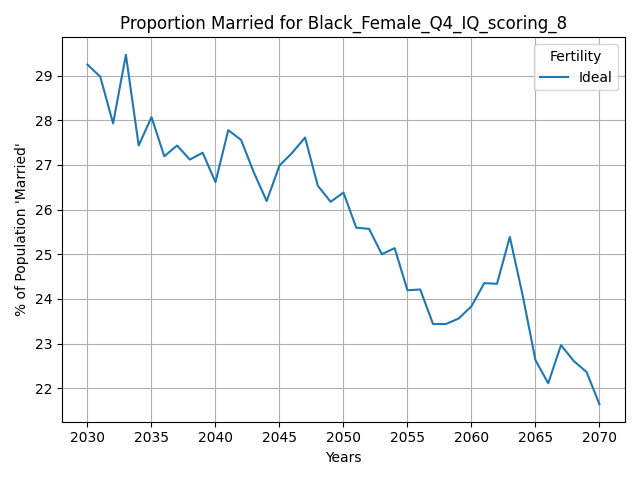 Proportion Married for Black_Female_Q4_IQ_scoring_8
Fertility
Ideal
% of Population 'Married'
29
28
27
26
25
24
23
22
2030 2035 2040 2045 2050 2055 2060 2065 2070
Years